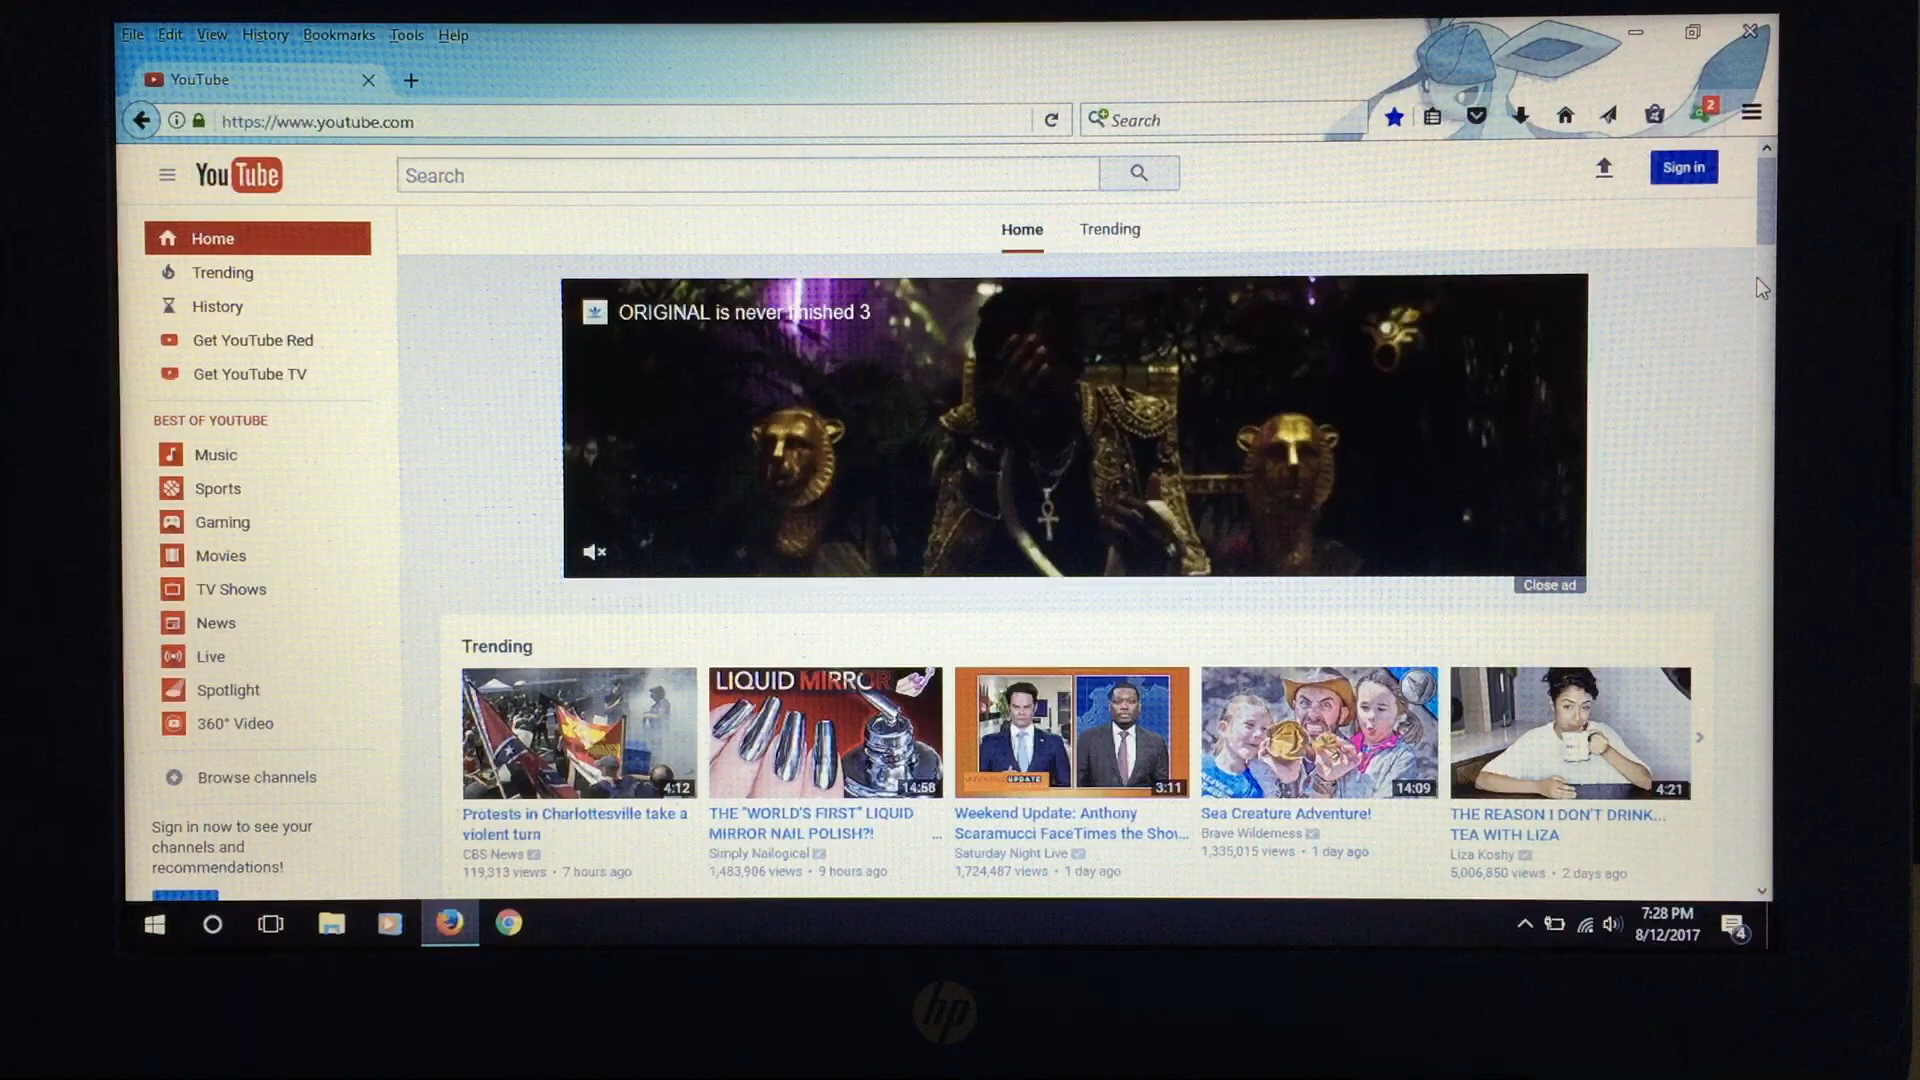 File Edit View History Bookmarks Tools Help
YouTube
https://www.youtube.com
Search
2
YouTube
Search
Sign in
Home Trending
Home
Trending
History
Get YouTube Red
Get YouTube TV
BEST OF YOUTUBE
Music
Sports
Gaming
Movies
TV Shows
News
Live
Spotlight
360° Video
Browse channels
Sign in now to see your
channels and
recommendations!
ORIGINAL is never finished 3
Close ad
Trending
4:12
Protests in Charlottesville take a
violent turn
CBS News
119,313 views • 7 hours ago
LIQUID MIRROR
14:58
THE "WORLD'S FIRST" LIQUID
MIRROR NAIL POLISH?! ...
Simply Nailogical
1,483,906 views • 9 hours ago
UPDATE
3:11
Weekend Update: Anthony
Scaramucci FaceTimes the Show...
Saturday Night Live
1,724,487 views • 1 day ago
14:09
Sea Creature Adventure!
Brave Wilderness
1,335,015 views • 1 day ago
4:21
THE REASON I DON'T DRINK...
TEA WITH LIZA
Liza Koshy
5,006,850 views • 2 days ago
7:28 PM
8/12/2017
4
hp